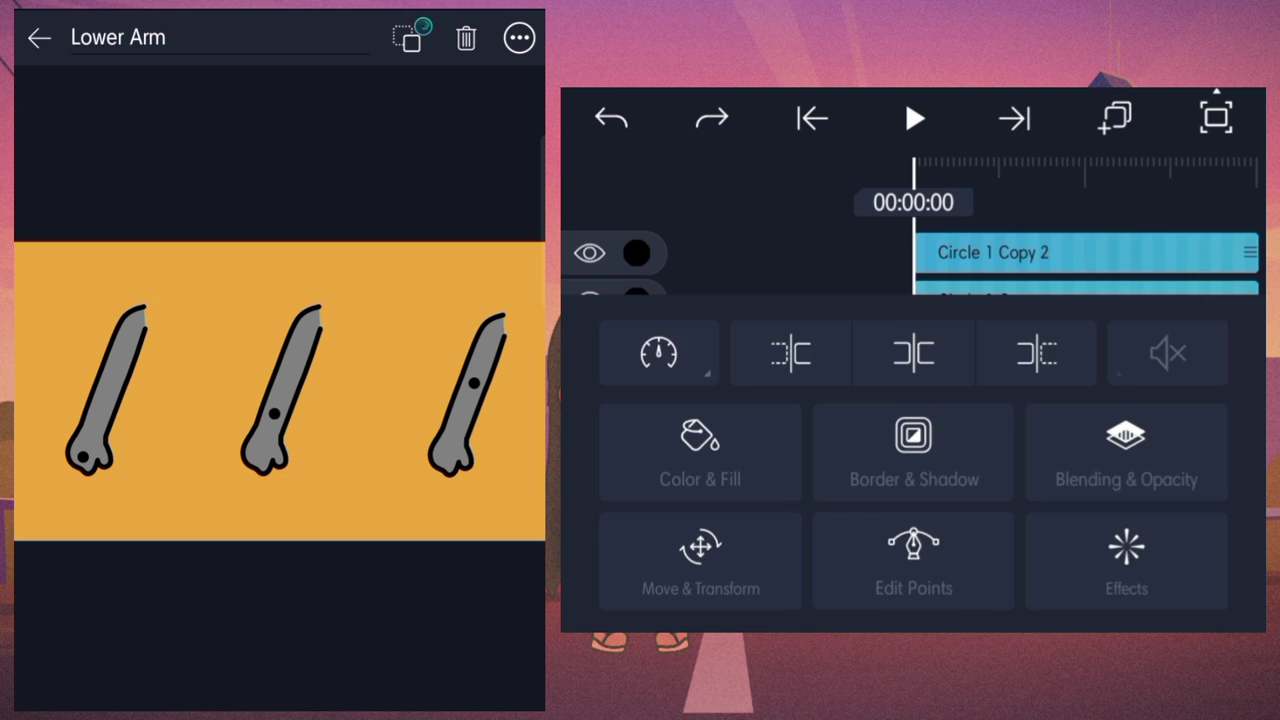 Lower Arm
00:00:00
Circle 1 Copy 2
Color & Fill
Border & Shadow
Blending & Opacity
Move & Transform
Edit Points
Effects